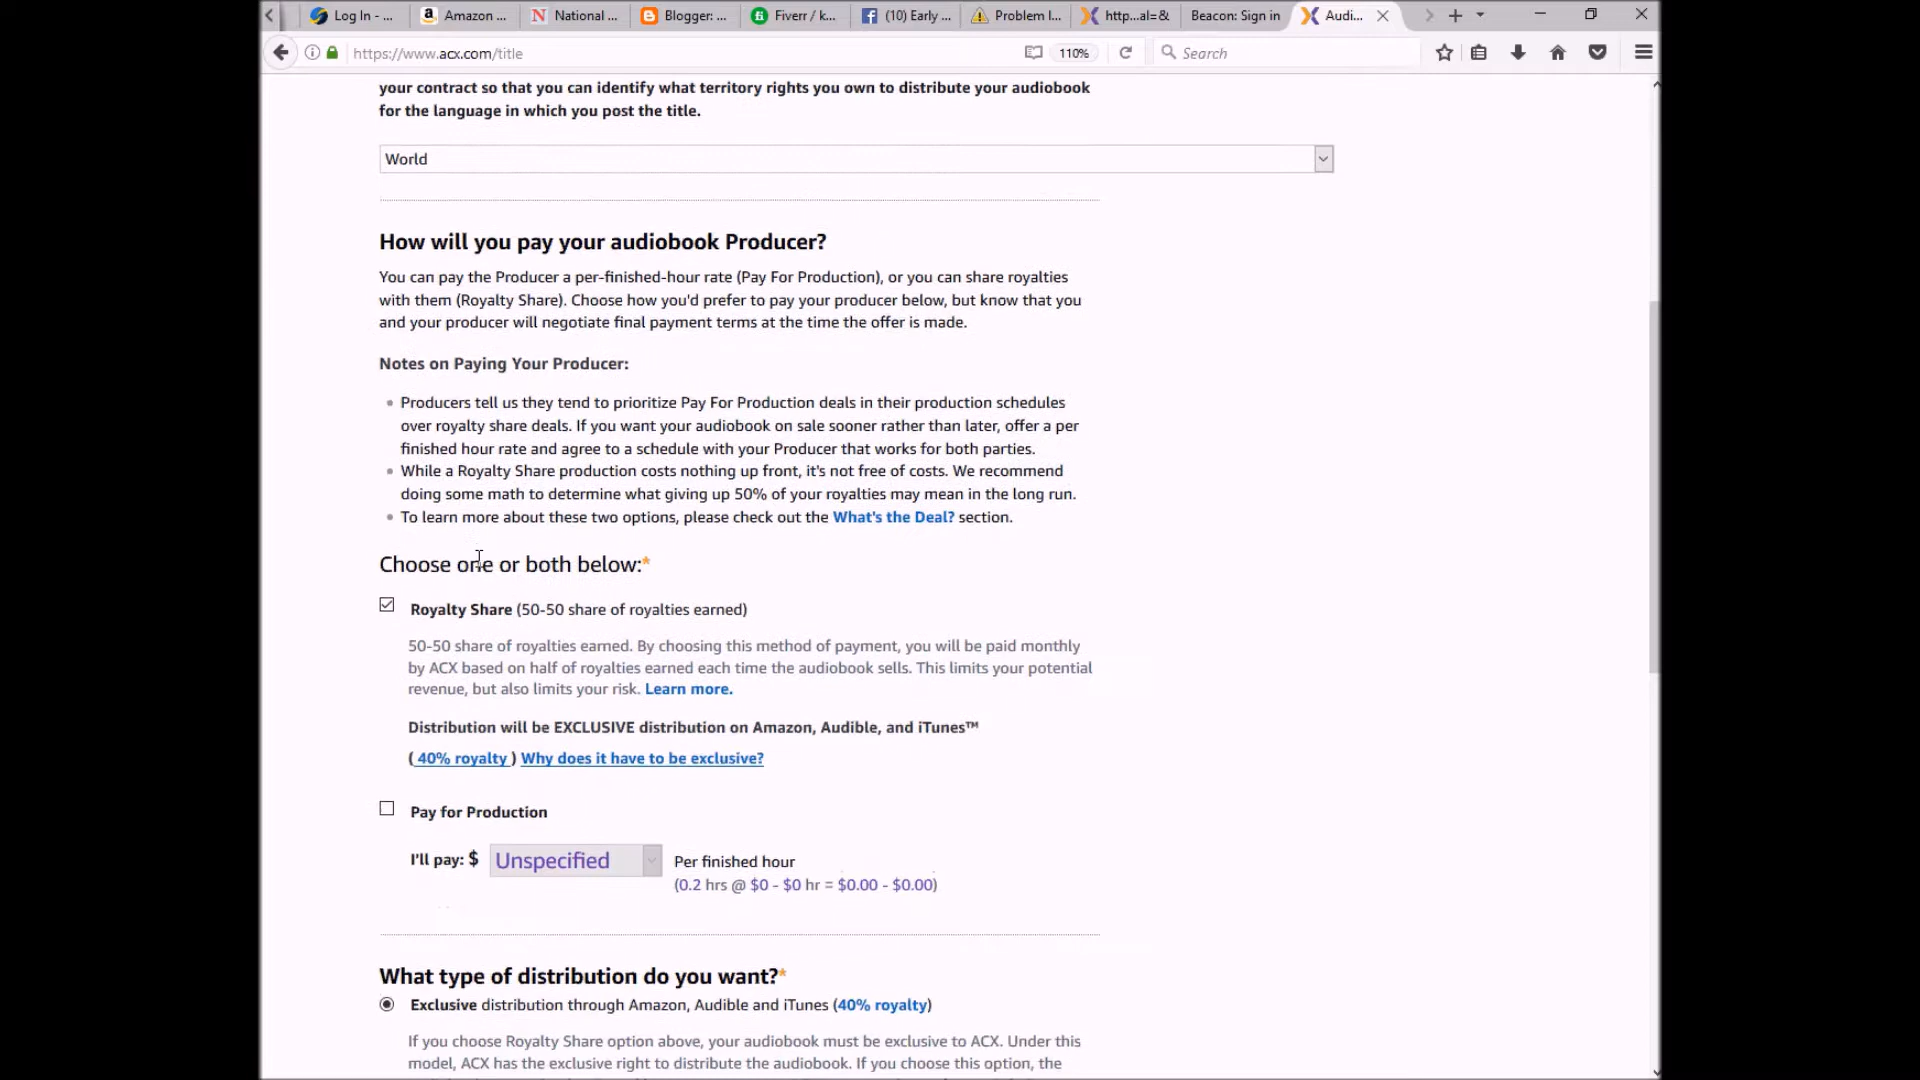 Log In - ...
Amazon ...
National ...
Blogger: ...
Fiverr / k...
(10) Early ...
Problem l...
http...al=&
Beacon: Sign in
Audi...
https://www.acx.com/title
110%
Search
your contract so that you can identify what territory rights you own to distribute your audiobook
for the language in which you post the title.
World
How will you pay your audiobook Producer?
You can pay the Producer a per-finished-hour rate (Pay For Production), or you can share royalties
with them (Royalty Share). Choose how you'd prefer to pay your producer below, but know that you
and your producer will negotiate final payment terms at the time the offer is made.
Notes on Paying Your Producer:
Producers tell us they tend to prioritize Pay For Production deals in their production schedules
over royalty share deals. If you want your audiobook on sale sooner rather than later, offer a per
finished hour rate and agree to a schedule with your Producer that works for both parties.
While a Royalty Share production costs nothing up front, it's not free of costs. We recommend
doing some math to determine what giving up 50% of your royalties may mean in the long run.
To learn more about these two options, please check out the What's the Deal? section.
Choose one or both below:*
Royalty Share (50-50 share of royalties earned)
50-50 share of royalties earned. By choosing this method of payment, you will be paid monthly
by ACX based on half of royalties earned each time the audiobook sells. This limits your potential
revenue, but also limits your risk. Learn more.
Distribution will be EXCLUSIVE distribution on Amazon, Audible, and iTunes™
( 40% royalty ) Why does it have to be exclusive?
Pay for Production
I'll pay: $ Unspecified Per finished hour
(0.2 hrs @ $0 - $0 hr = $0.00 - $0.00)
What type of distribution do you want?*
Exclusive distribution through Amazon, Audible and iTunes (40% royalty)
If you choose Royalty Share option above, your audiobook must be exclusive to ACX. Under this
model, ACX has the exclusive right to distribute the audiobook. If you choose this option, the